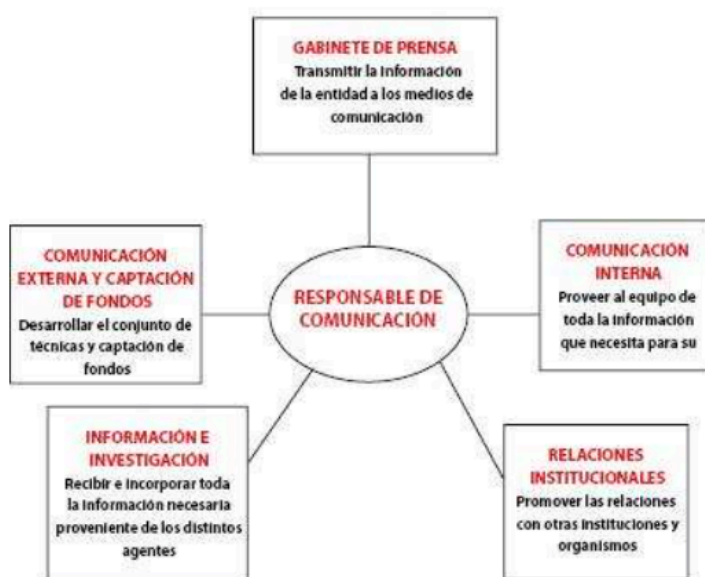 GABINETE DE PRENSA
Transmitir la información
de la entidad a los medios de
comunicación
COMUNICACIÓN
EXTERNA Y CAPTACIÓN
DE FONDOS
Desarrollar el conjunto de
técnicas y captación de
fondos
RESPONSABLE DE
COMUNICACIÓN
COMUNICACIÓN
INTERNA
Proveer al equipo de
toda la información
que necesita para su
INFORMACIÓN E
INVESTIGACIÓN
Recibir e incorporar toda
la información necesaria
proveniente de los distintos
agentes
RELACIONES
INSTITUCIONALES
Promover las relaciones
con otras instituciones y
organismos